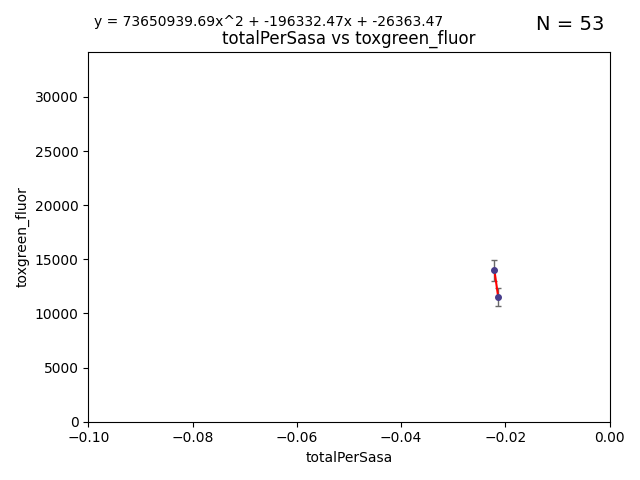 y = 73650939.69x^2 + -196332.47x + -26363.47
N = 53
totalPerSasa vs toxgreen_fluor
30000
25000
20000
15000
10000
5000
0
toxgreen_fluor
−0.10
−0.08
−0.06
−0.04
−0.02
0.00
totalPerSasa